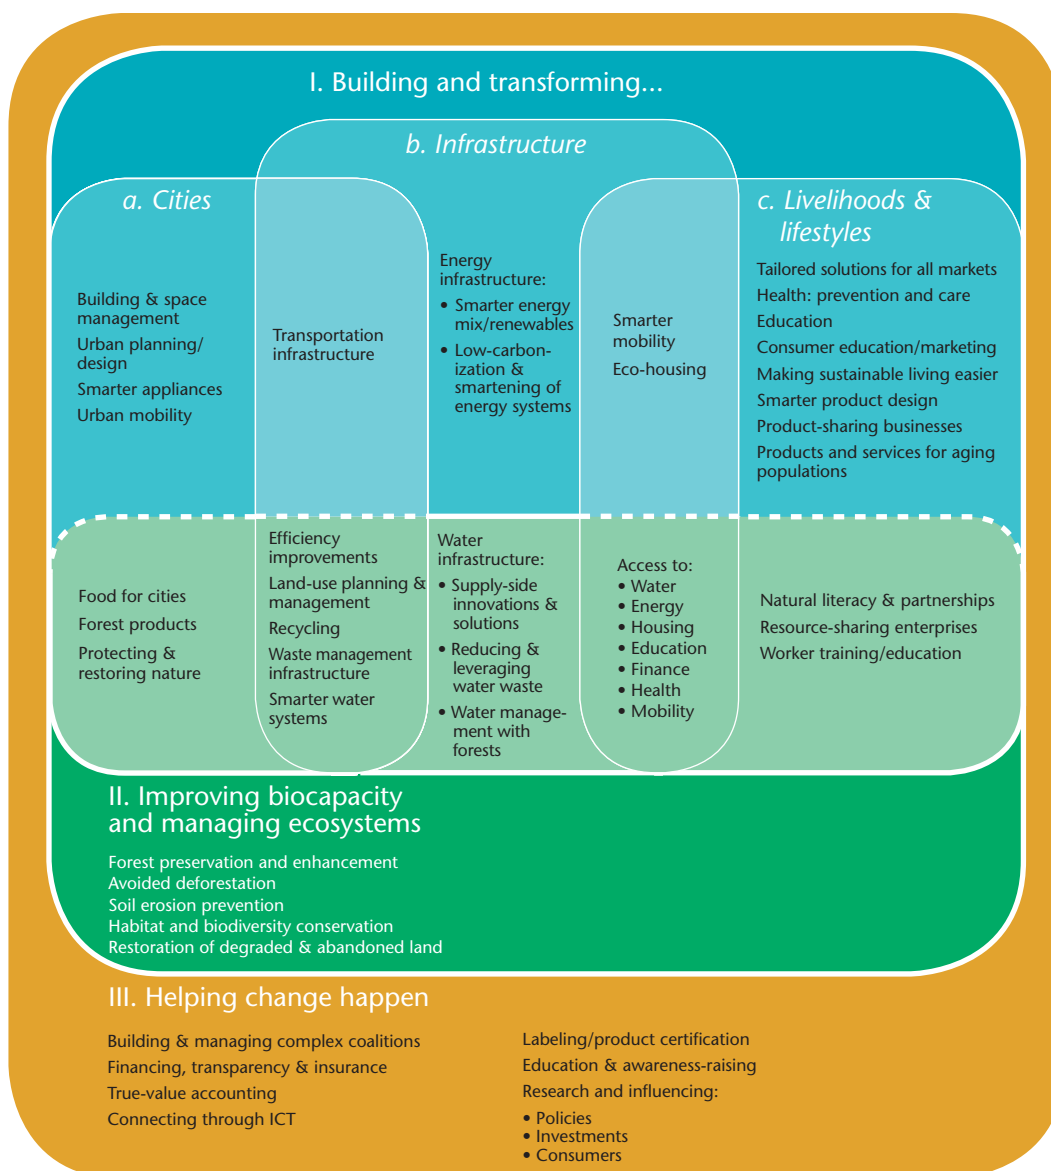 I. Building and transforming...
b. Infrastructure
a. Cities
c. Livelihoods &
lifestyles
Building & space
management
Urban planning/
design
Smarter appliances
Urban mobility
Transportation
infrastructure
Energy
infrastructure:
• Smarter energy
mix/renewables
• Low-carbon-
ization &
smartening of
energy systems
Smarter
mobility
Eco-housing
Tailored solutions for all markets
Health: prevention and care
Education
Consumer education/marketing
Making sustainable living easier
Smarter product design
Product-sharing businesses
Products and services for aging
populations
Food for cities
Forest products
Protecting &
restoring nature
Efficiency
improvements
Land-use planning &
management
Recycling
Waste management
infrastructure
Smarter water
systems
Water
infrastructure:
• Supply-side
innovations &
solutions
• Reducing &
leveraging
water waste
• Water manage-
ment with
forests
Access to:
• Water
• Energy
• Housing
• Education
• Finance
• Health
• Mobility
Natural literacy & partnerships
Resource-sharing enterprises
Worker training/education
II. Improving biocapacity
and managing ecosystems
Forest preservation and enhancement
Avoided deforestation
Soil erosion prevention
Habitat and biodiversity conservation
Restoration of degraded & abandoned land
III. Helping change happen
Building & managing complex coalitions
Financing, transparency & insurance
True-value accounting
Connecting through ICT
Labeling/product certification
Education & awareness-raising
Research and influencing:
• Policies
• Investments
• Consumers